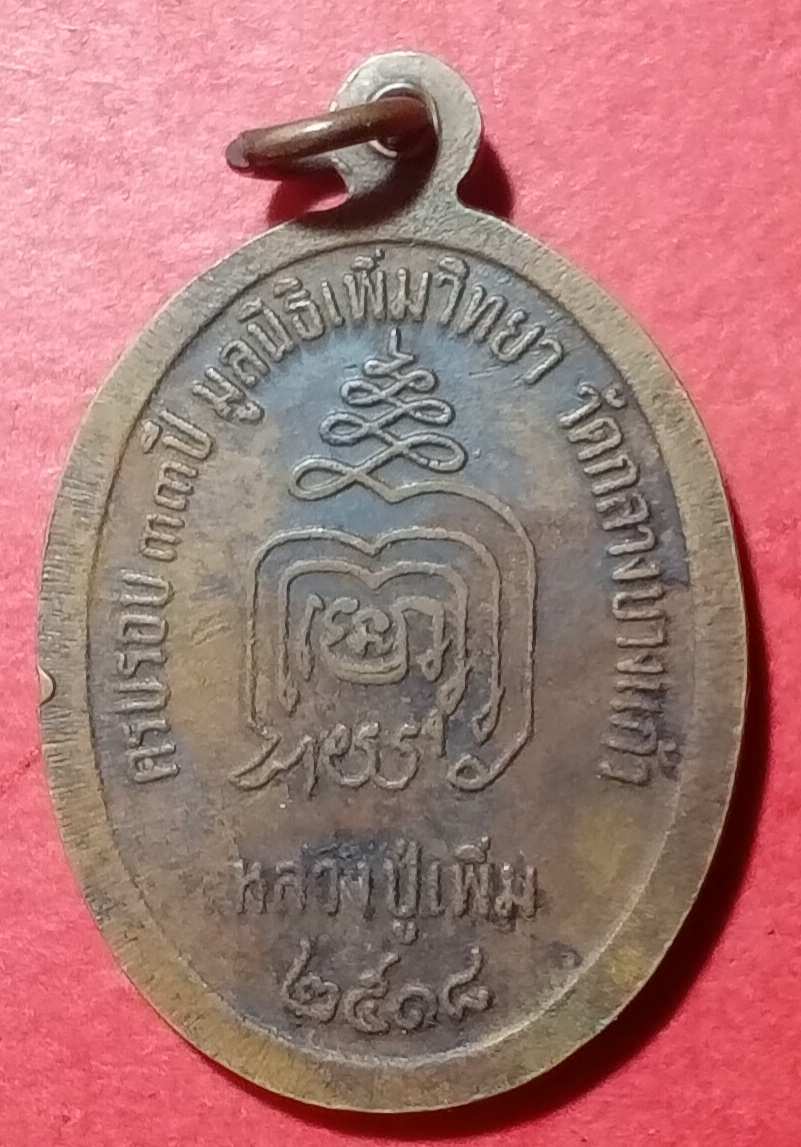 ครบรอบ ๓๓ปี มูลนิธิเพิ่มวิทยา วัดกลางบางแก้ว
หลวงปู่เพิ่ม
๒๕๑๘